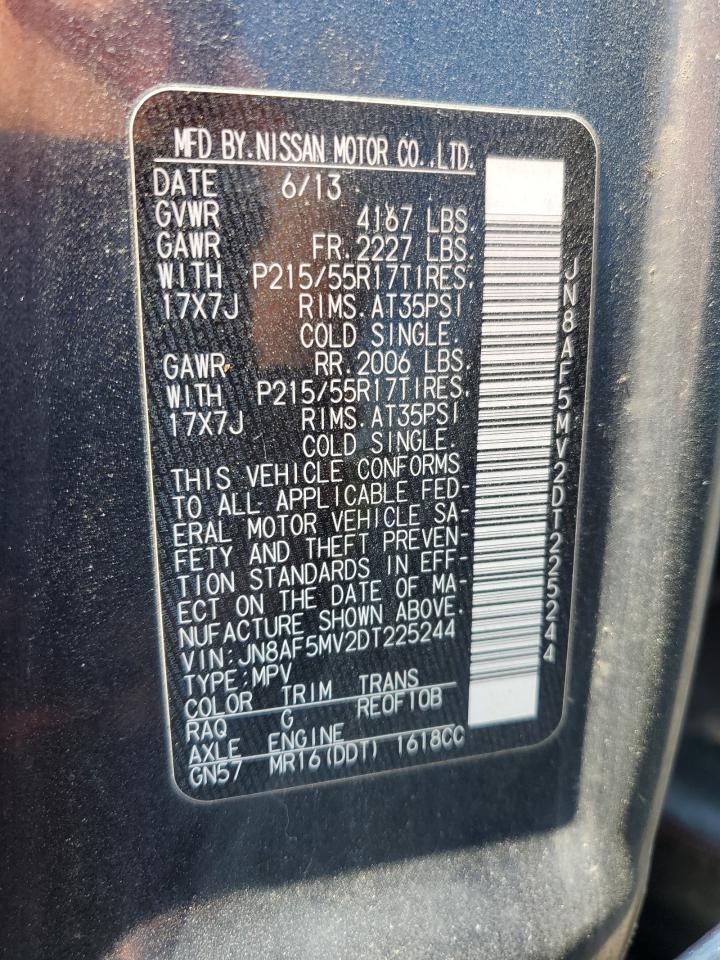 MFD BY.NISSAN MOTOR CO.,LTD.
DATE 6/13
GVWR 4167 LBS.
GAWR FR.2227 LBS.
WITH P215/55R17TIRES.
17X7J RIMS.AT35PSI
COLD SINGLE.
GAWR RR.2006 LBS.
WITH P215/55R17TIRES.
17X7J RIMS.AT35PSI
COLD SINGLE.
THIS VEHICLE CONFORMS
TO ALL APPLICABLE FED-
ERAL MOTOR VEHICLE SA-
FETY AND THEFT PREVEN-
TION STANDARDS IN EFF-
ECT ON THE DATE OF MA-
NUFACTURE SHOWN ABOVE.
VIN:JN8AF5MV2DT225244
TYPE:MPV
COLOR TRIM TRANS
RAQ G RE0F10B
AXLE ENGINE
GN57 MR16(DDT) 1618CC
JN8AF5MV2DT225244